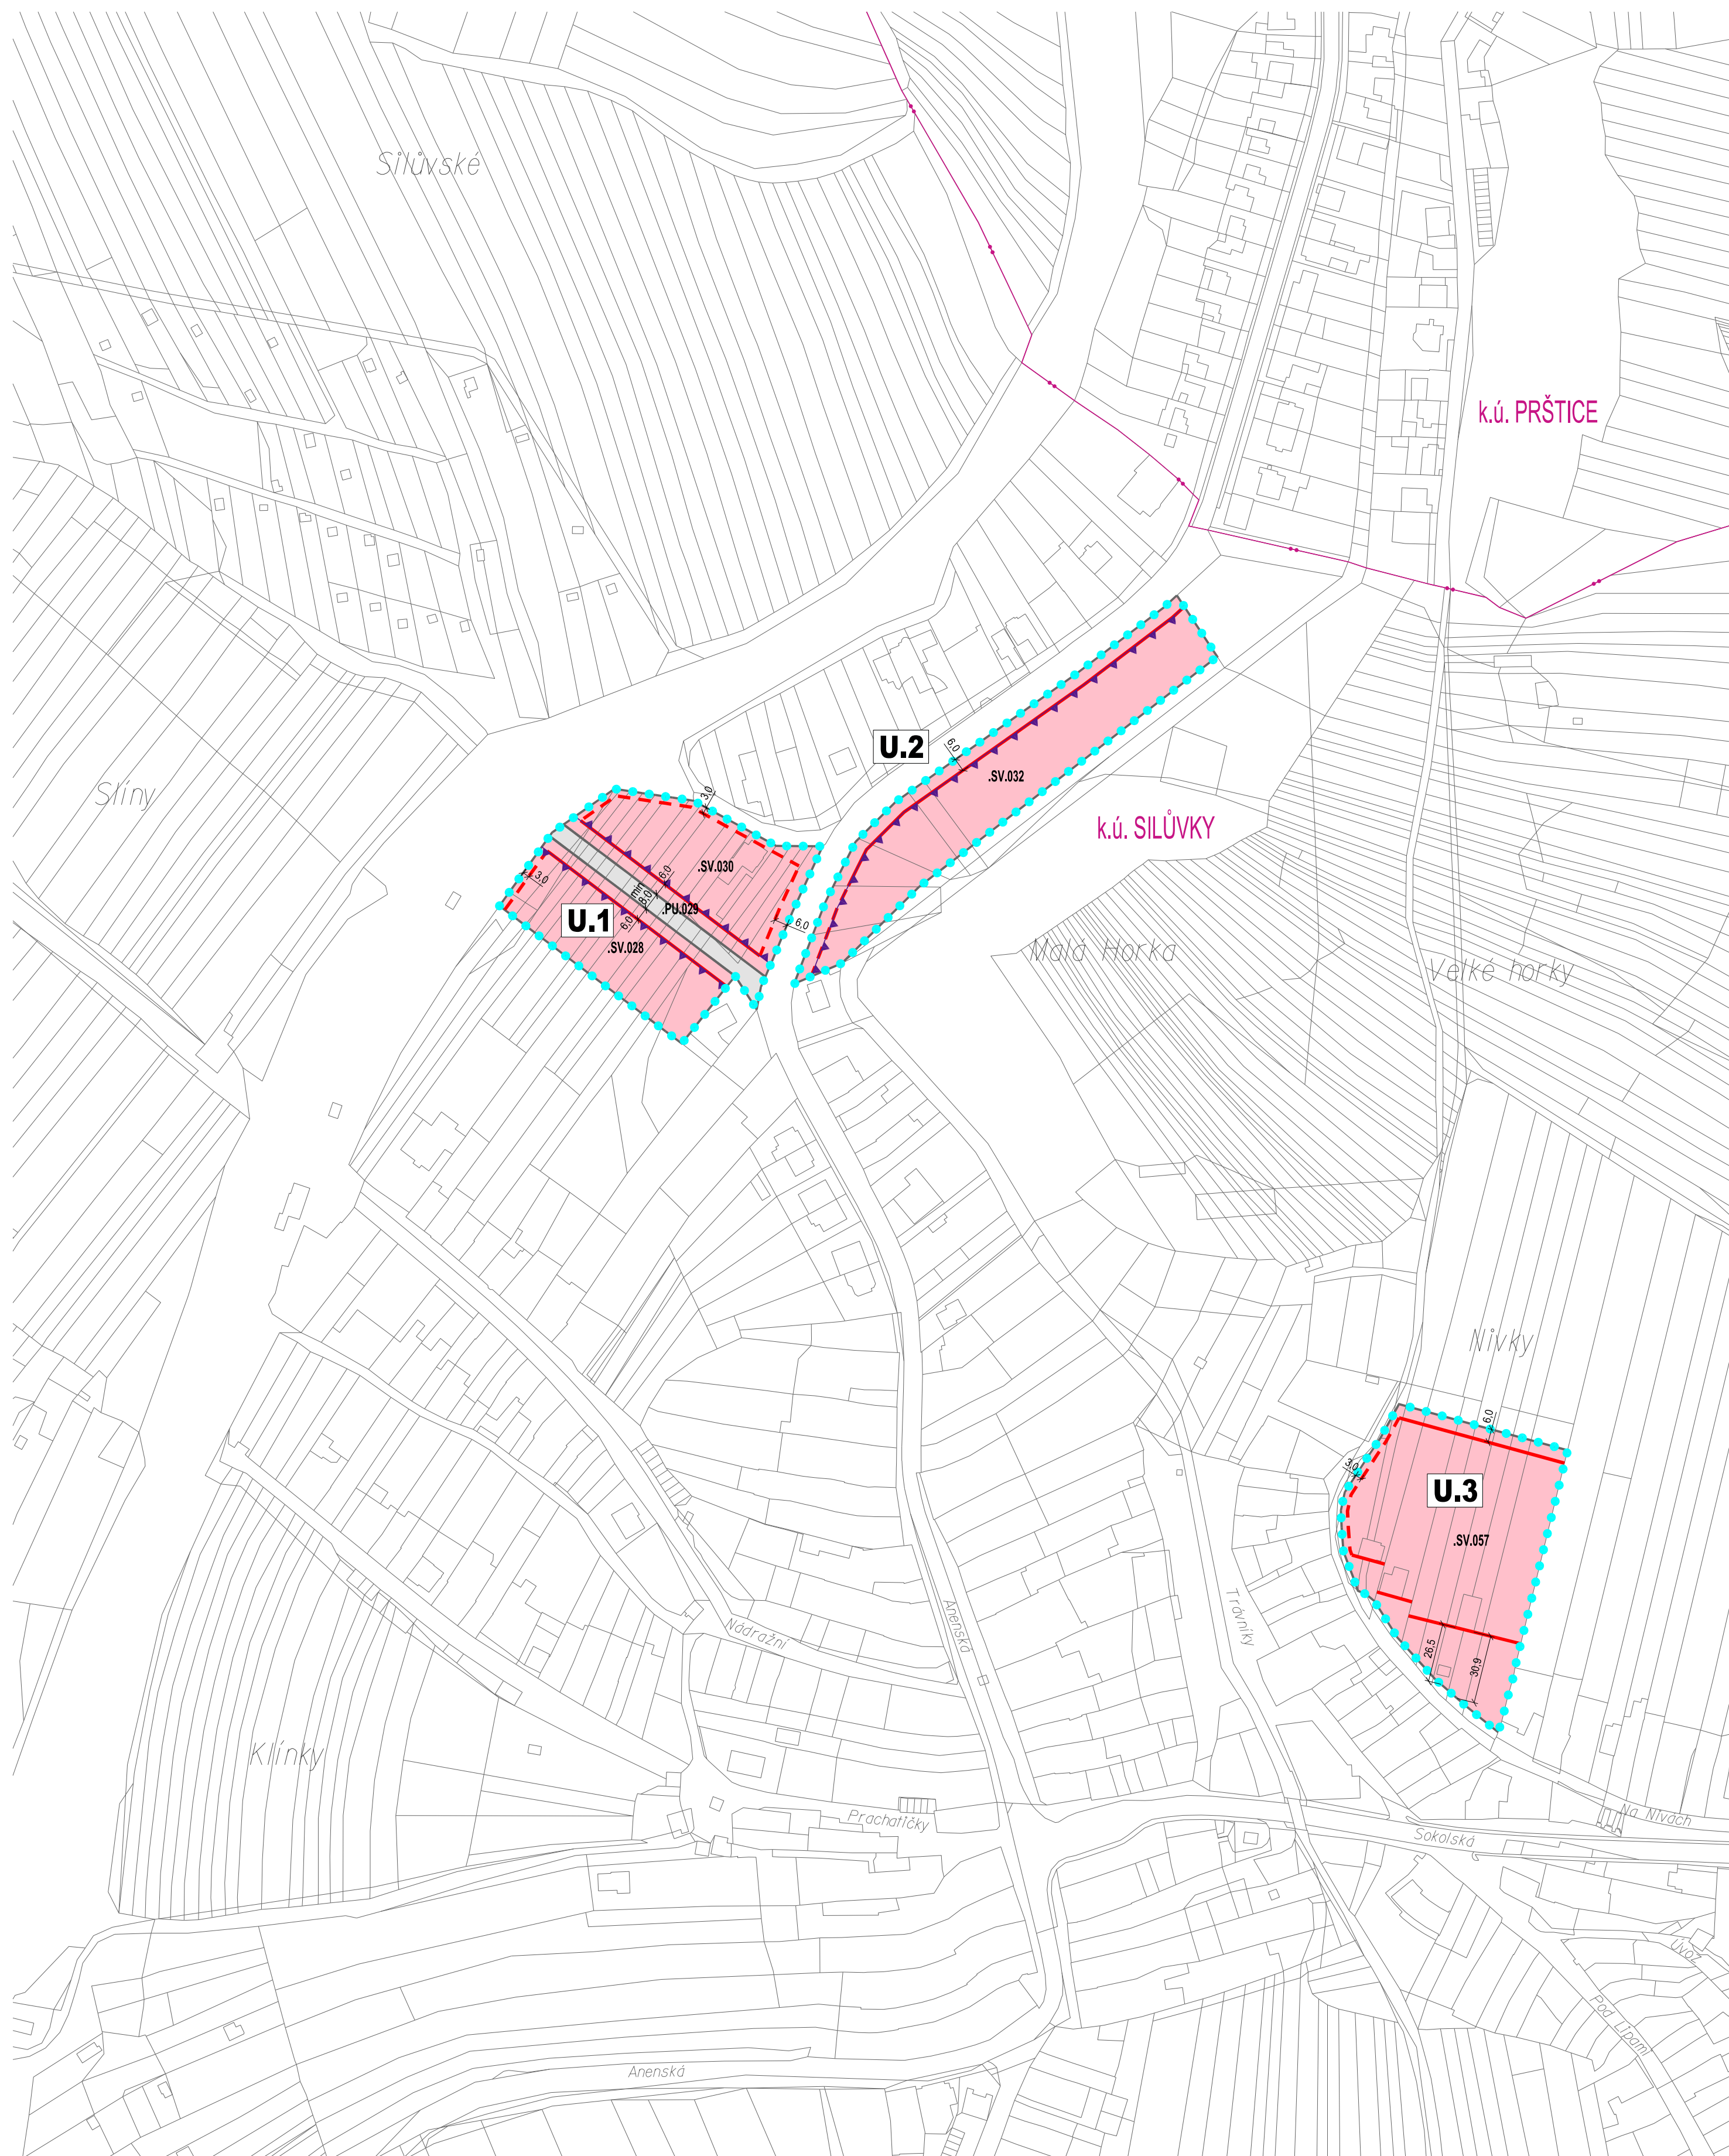 Silůvské
k.ú. PRŠTICE
U.2
6,0
.SV.032
Slíny
3,0
k.ú. SILŮVKY
.SV.030
3,0
6,0
min.
8,0
.PU.029
U.1
6,0
6,0
.SV.028
Malá Horka
Velké horky
Nivky
6,0
3,0
U.3
.SV.057
Anenská
Trávníky
Nádražní
26,5
30,9
Klínky
Prachatičky
Na Nivách
Sokolská
Úvoz
Pod Lipami
Anenská